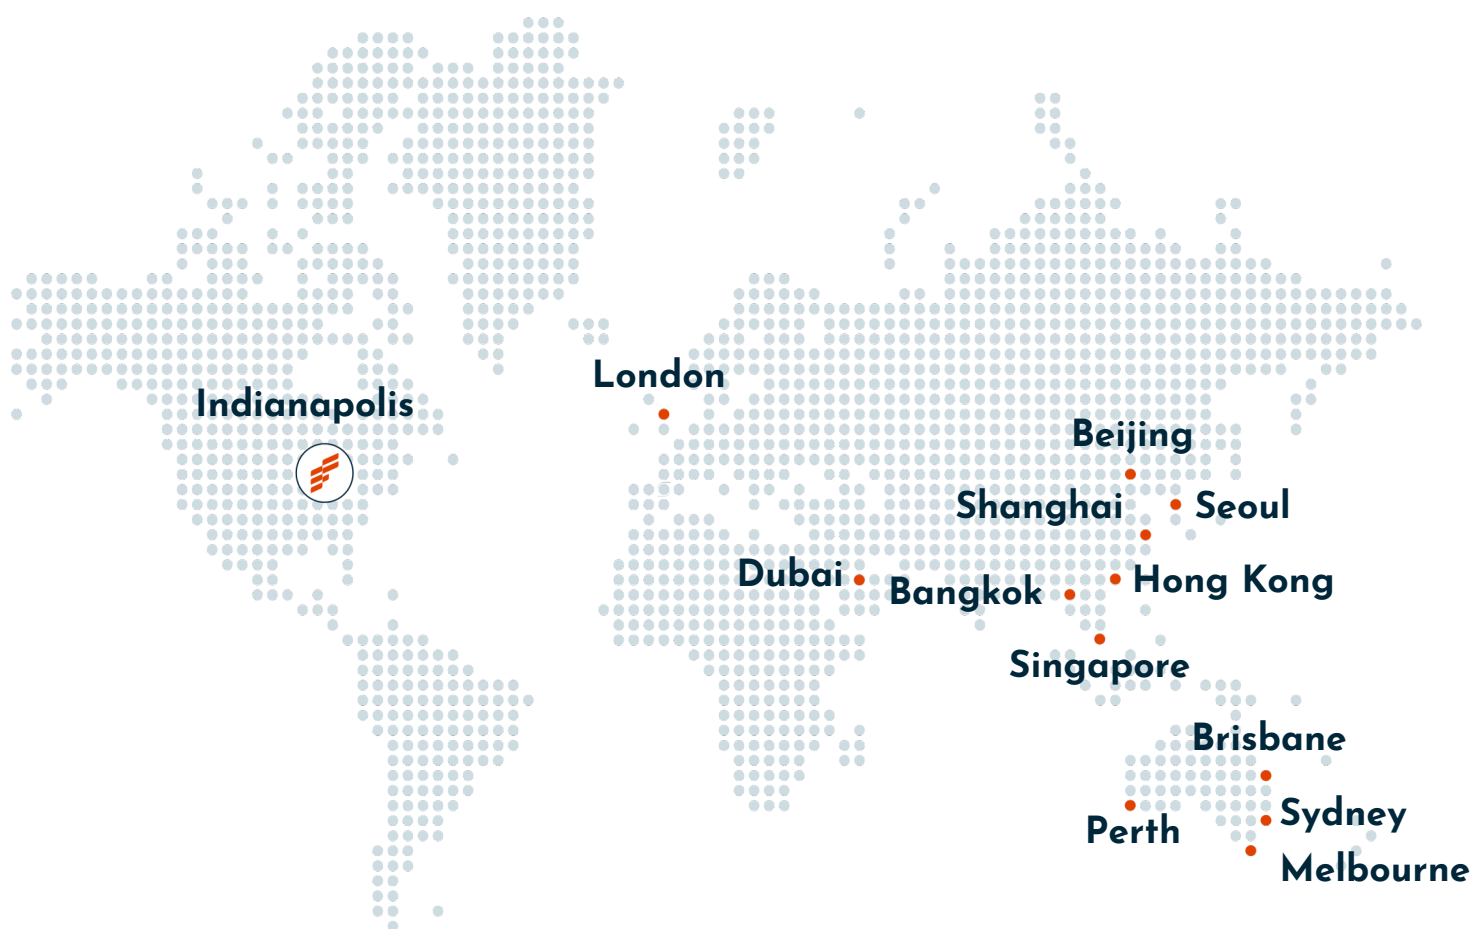 London
Indianapolis
Beijing
Shanghai
Seoul
Dubai
Bangkok
Hong Kong
Singapore
Brisbane
Sydney
Perth
Melbourne